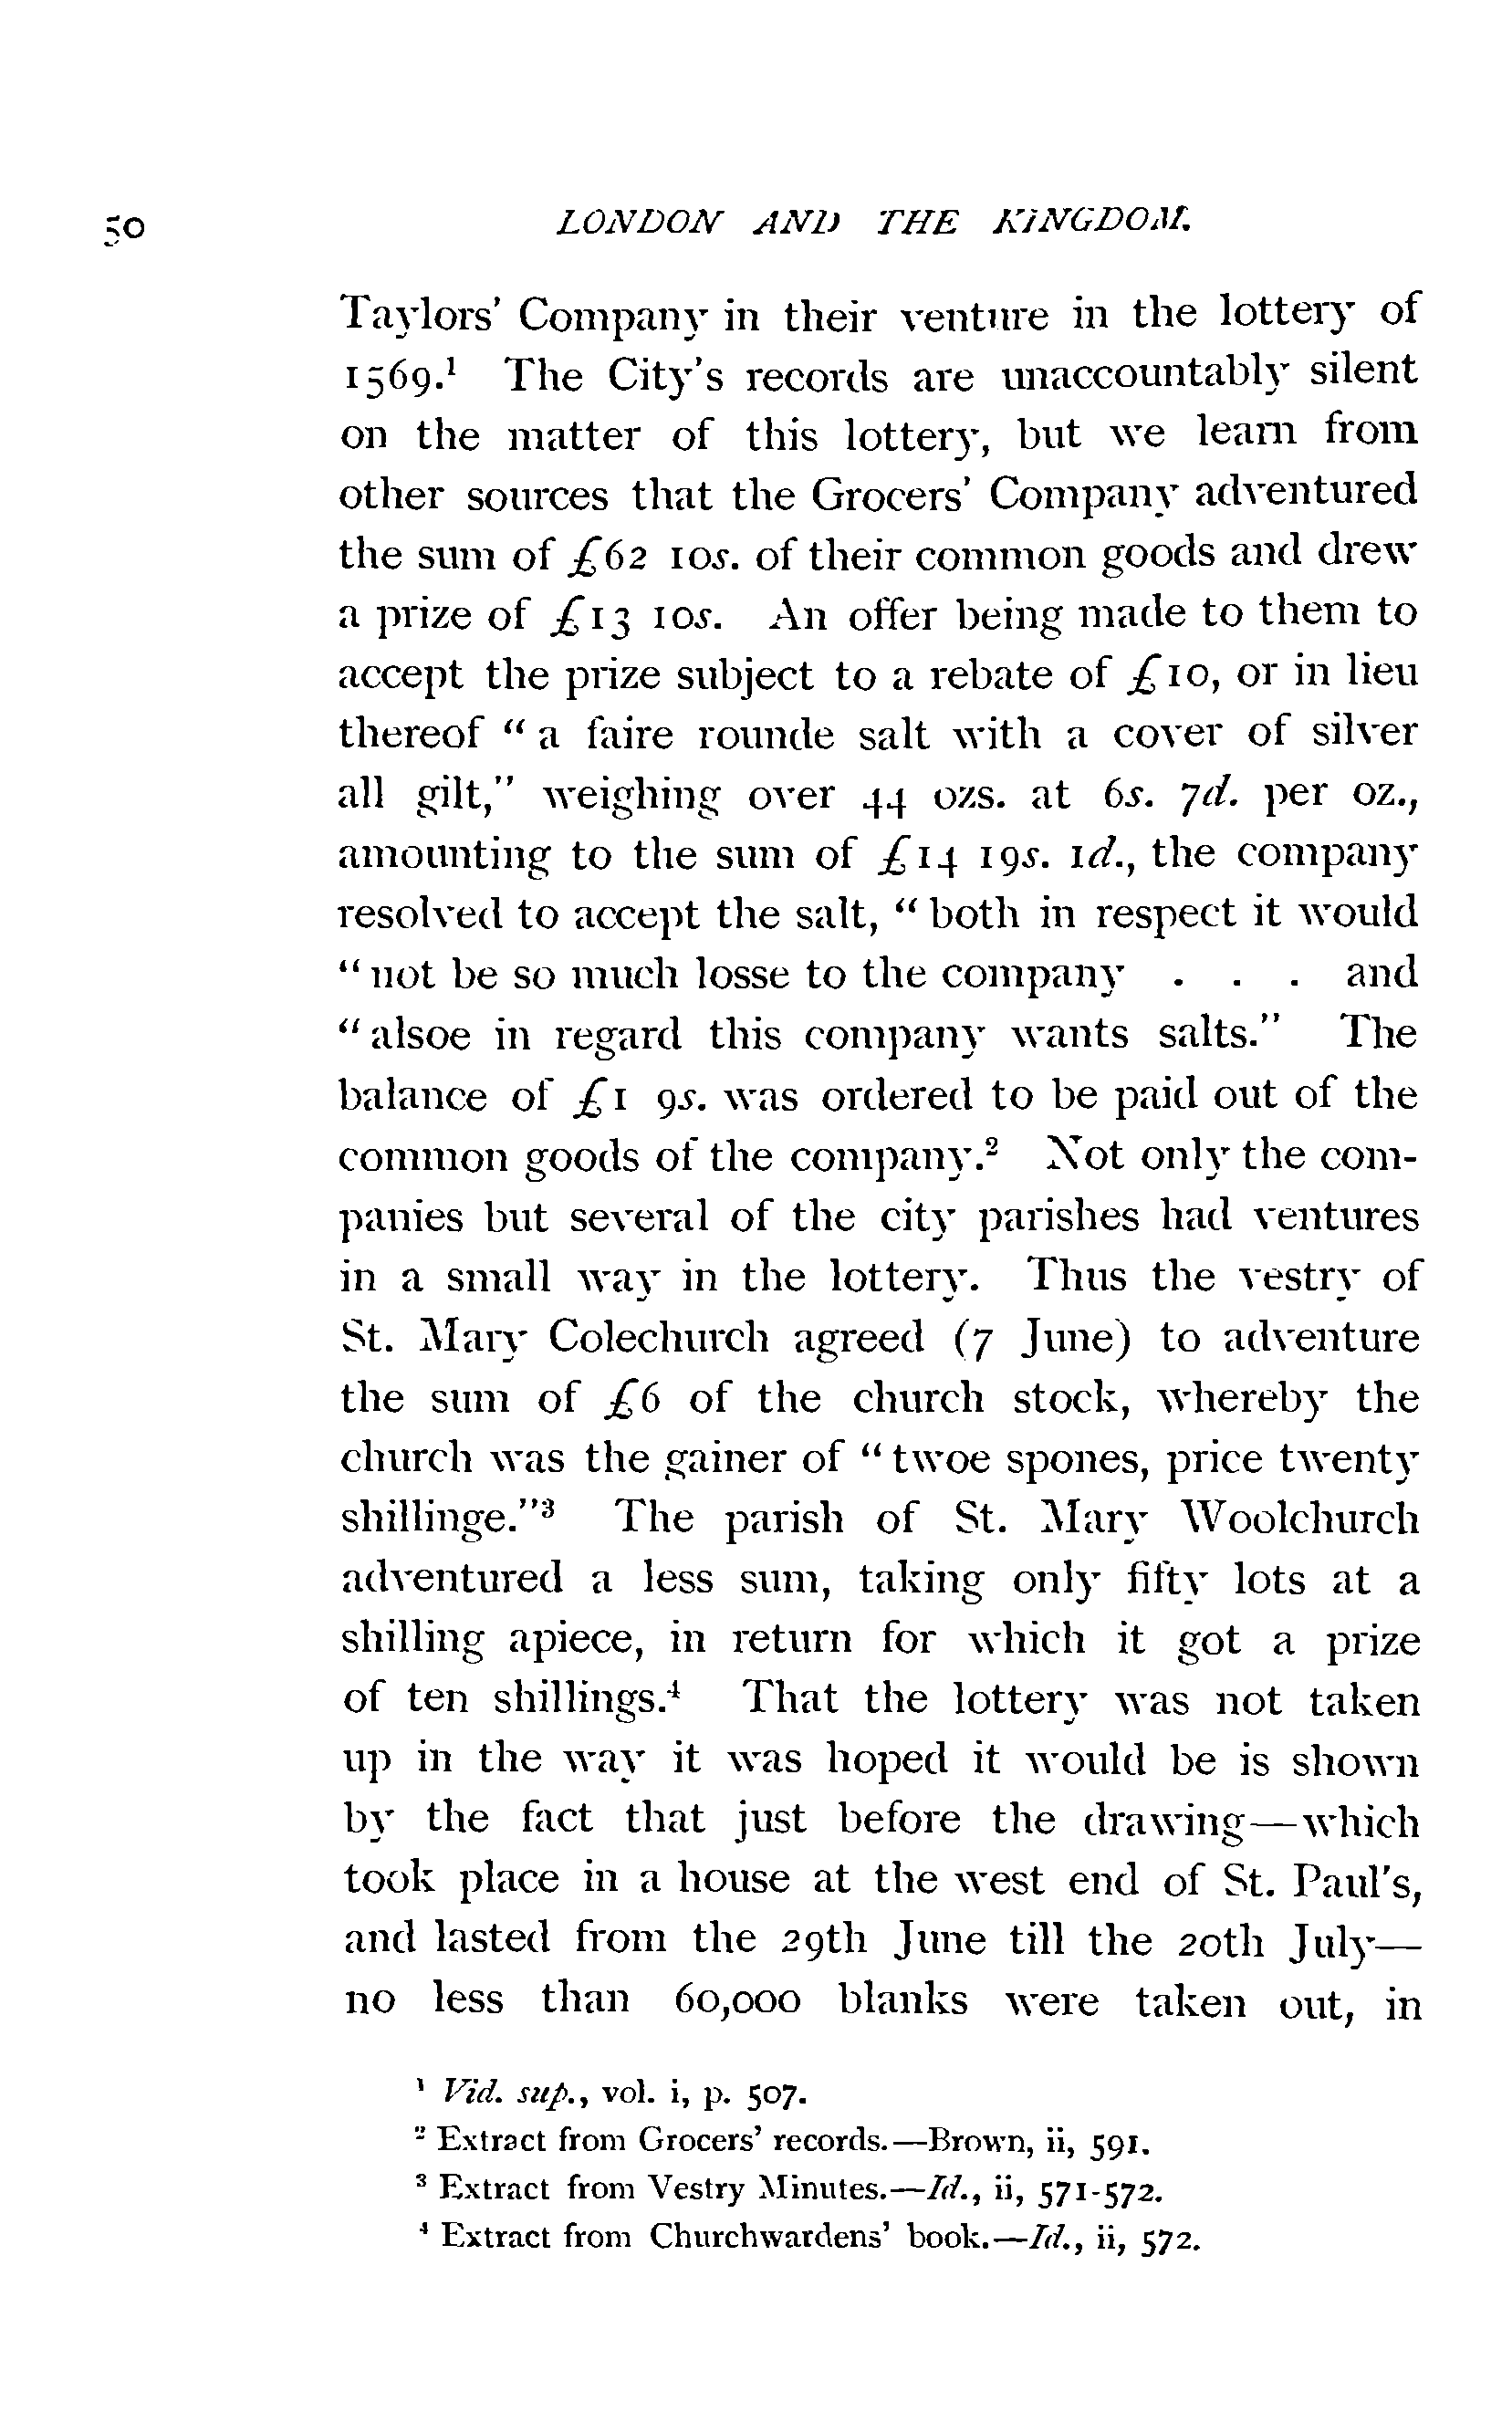 50 LONDON AND THE KINGDOM.
Taylors' Company in their venture in the lottery of
1569.¹ The City's records are unaccountably silent
on the matter of this lottery, but we learn from
other sources that the Grocers' Company adventured
the sum of £62 10s. of their common goods and drew
a prize of £13 10s. An offer being made to them to
accept the prize subject to a rebate of £10, or in lieu
thereof "a faire rounde salt with a cover of silver
all gilt," weighing over 44 ozs. at 6s. 7d. per oz.,
amounting to the sum of £14 19s. 1d., the company
resolved to accept the salt, "both in respect it would
"not be so much losse to the company . . . and
"alsoe in regard this company wants salts." The
balance of £1 9s. was ordered to be paid out of the
common goods of the company.² Not only the com-
panies but several of the city parishes had ventures
in a small way in the lottery. Thus the vestry of
St. Mary Colechurch agreed (7 June) to adventure
the sum of £6 of the church stock, whereby the
church was the gainer of "twoe spones, price twenty
shillinge."³ The parish of St. Mary Woolchurch
adventured a less sum, taking only fifty lots at a
shilling apiece, in return for which it got a prize
of ten shillings.⁴ That the lottery was not taken
up in the way it was hoped it would be is shown
by the fact that just before the drawing—which
took place in a house at the west end of St. Paul's,
and lasted from the 29th June till the 20th July—
no less than 60,000 blanks were taken out, in
¹ Vid. sup., vol. i, p. 507.
² Extract from Grocers' records.—Brown, ii, 591.
³ Extract from Vestry Minutes.—Id., ii, 571-572.
⁴ Extract from Churchwardens' book.—Id., ii, 572.